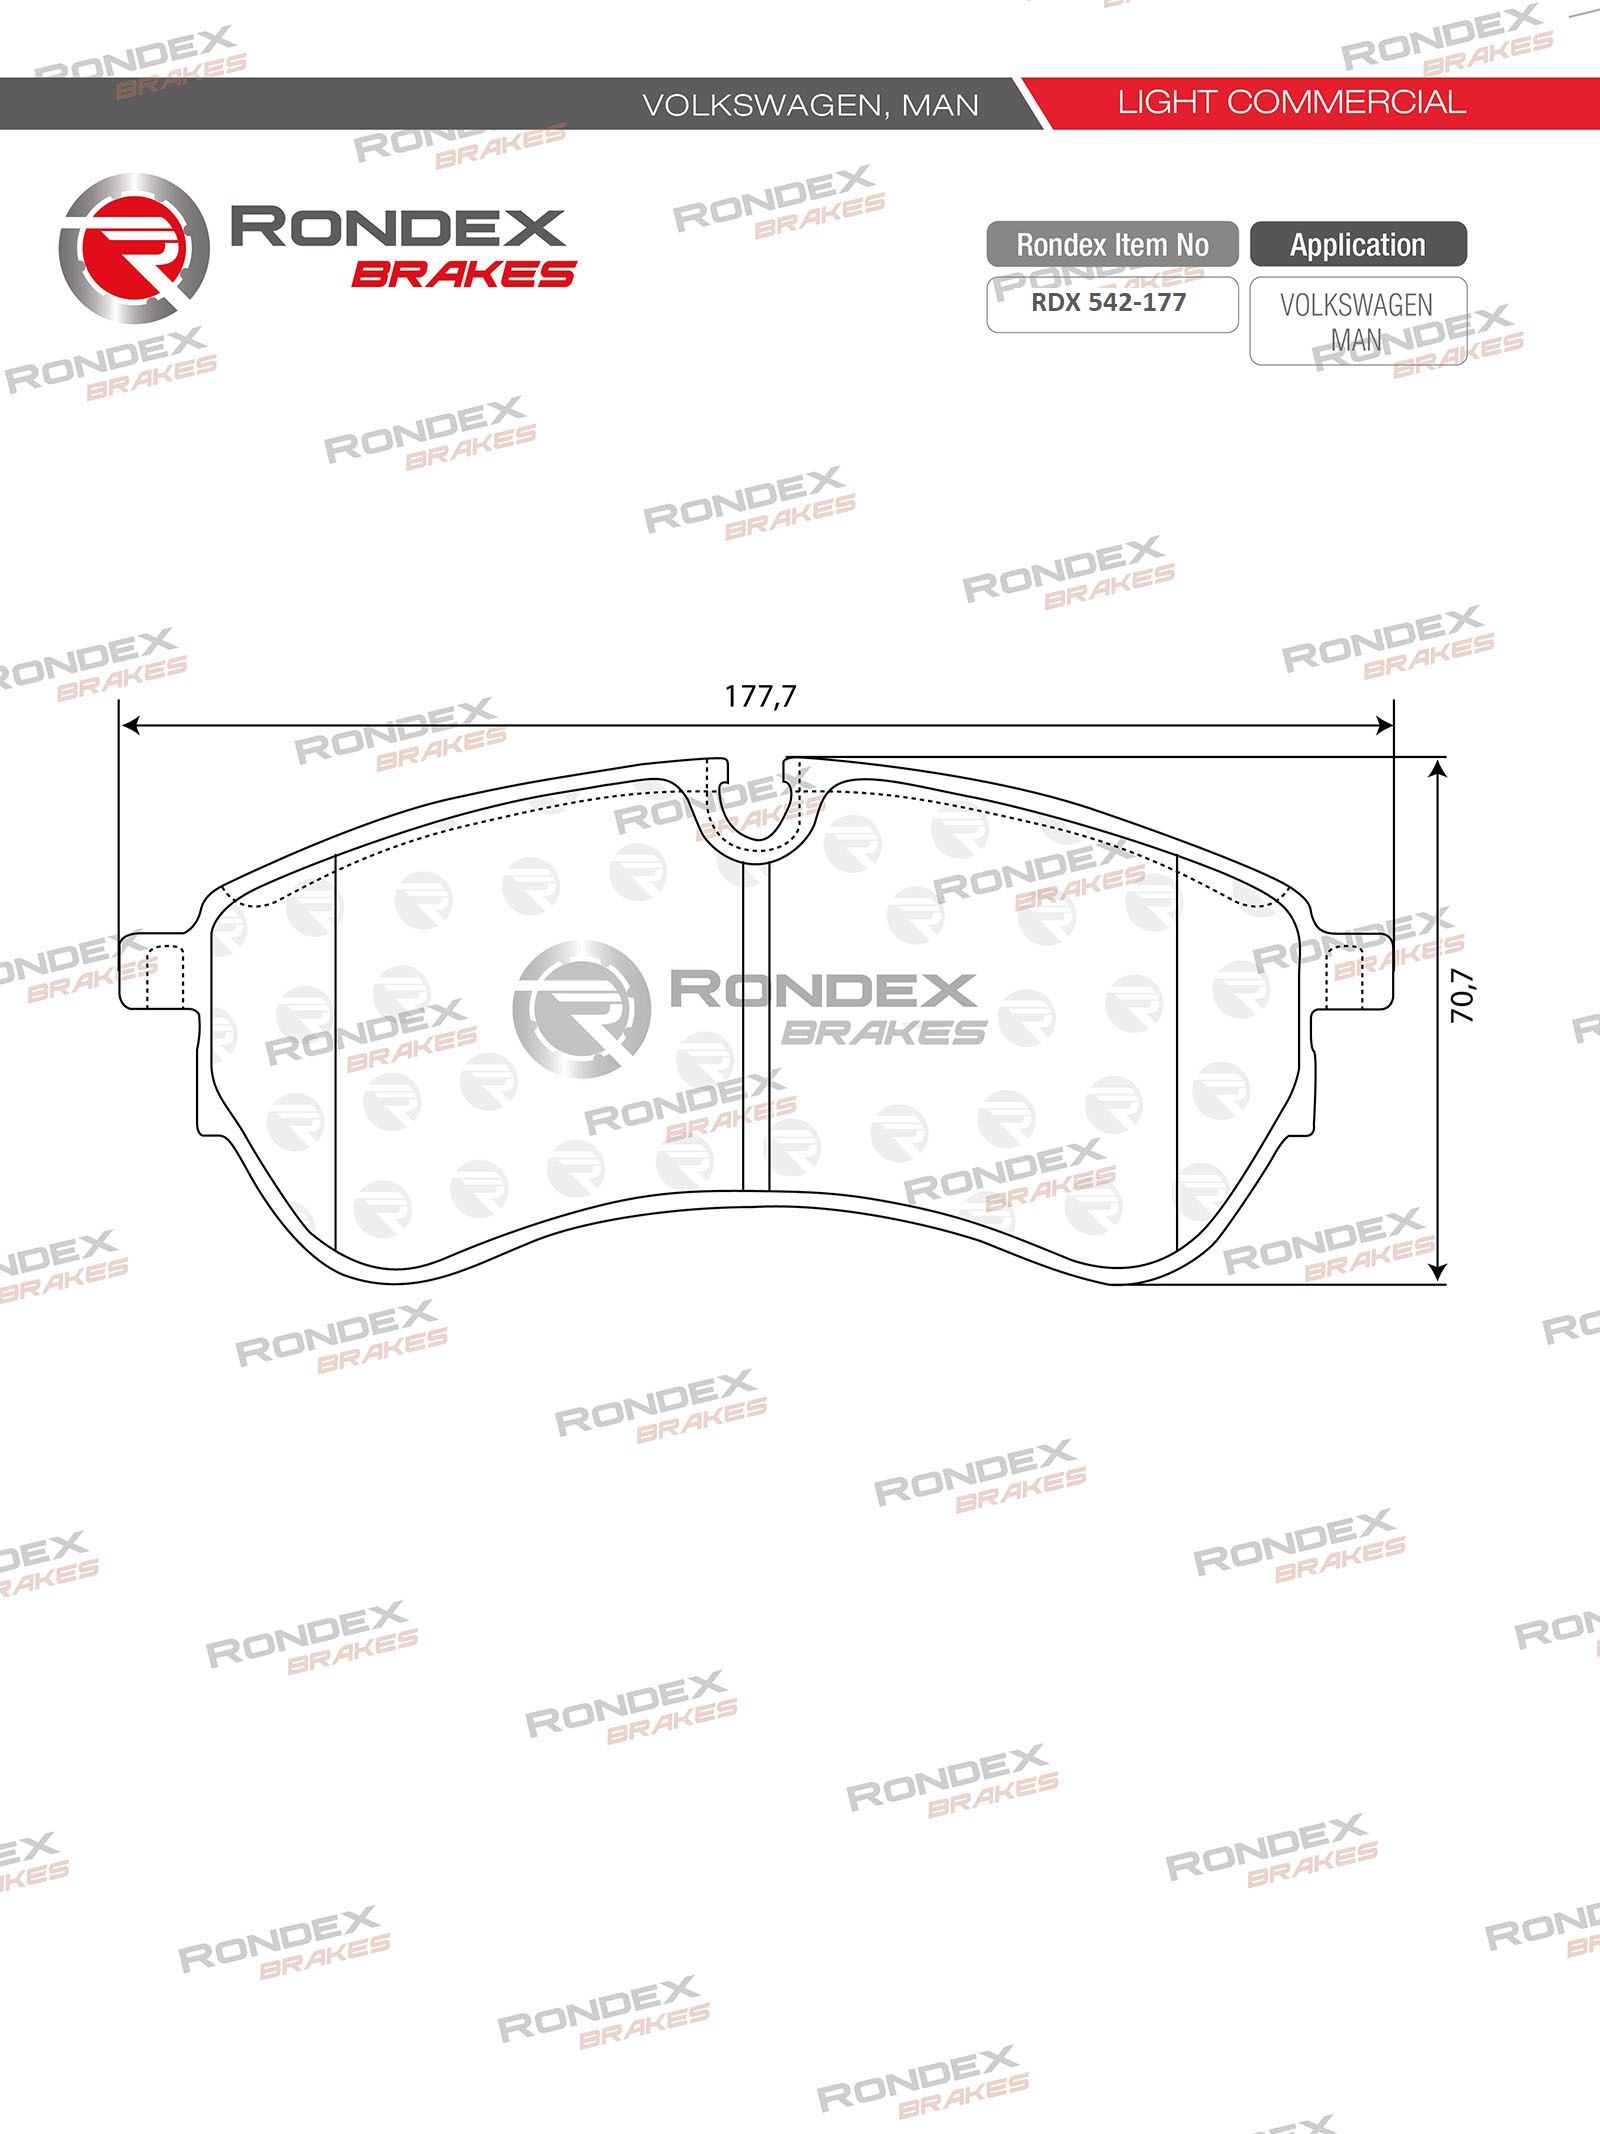 VOLKSWAGEN, MAN
LIGHT COMMERCIAL
RONDEX
BRAKES
Rondex Item No
Application
RDX 542-177
VOLKSWAGEN
MAN
177,7
70,7
RONDEX
BRAKES